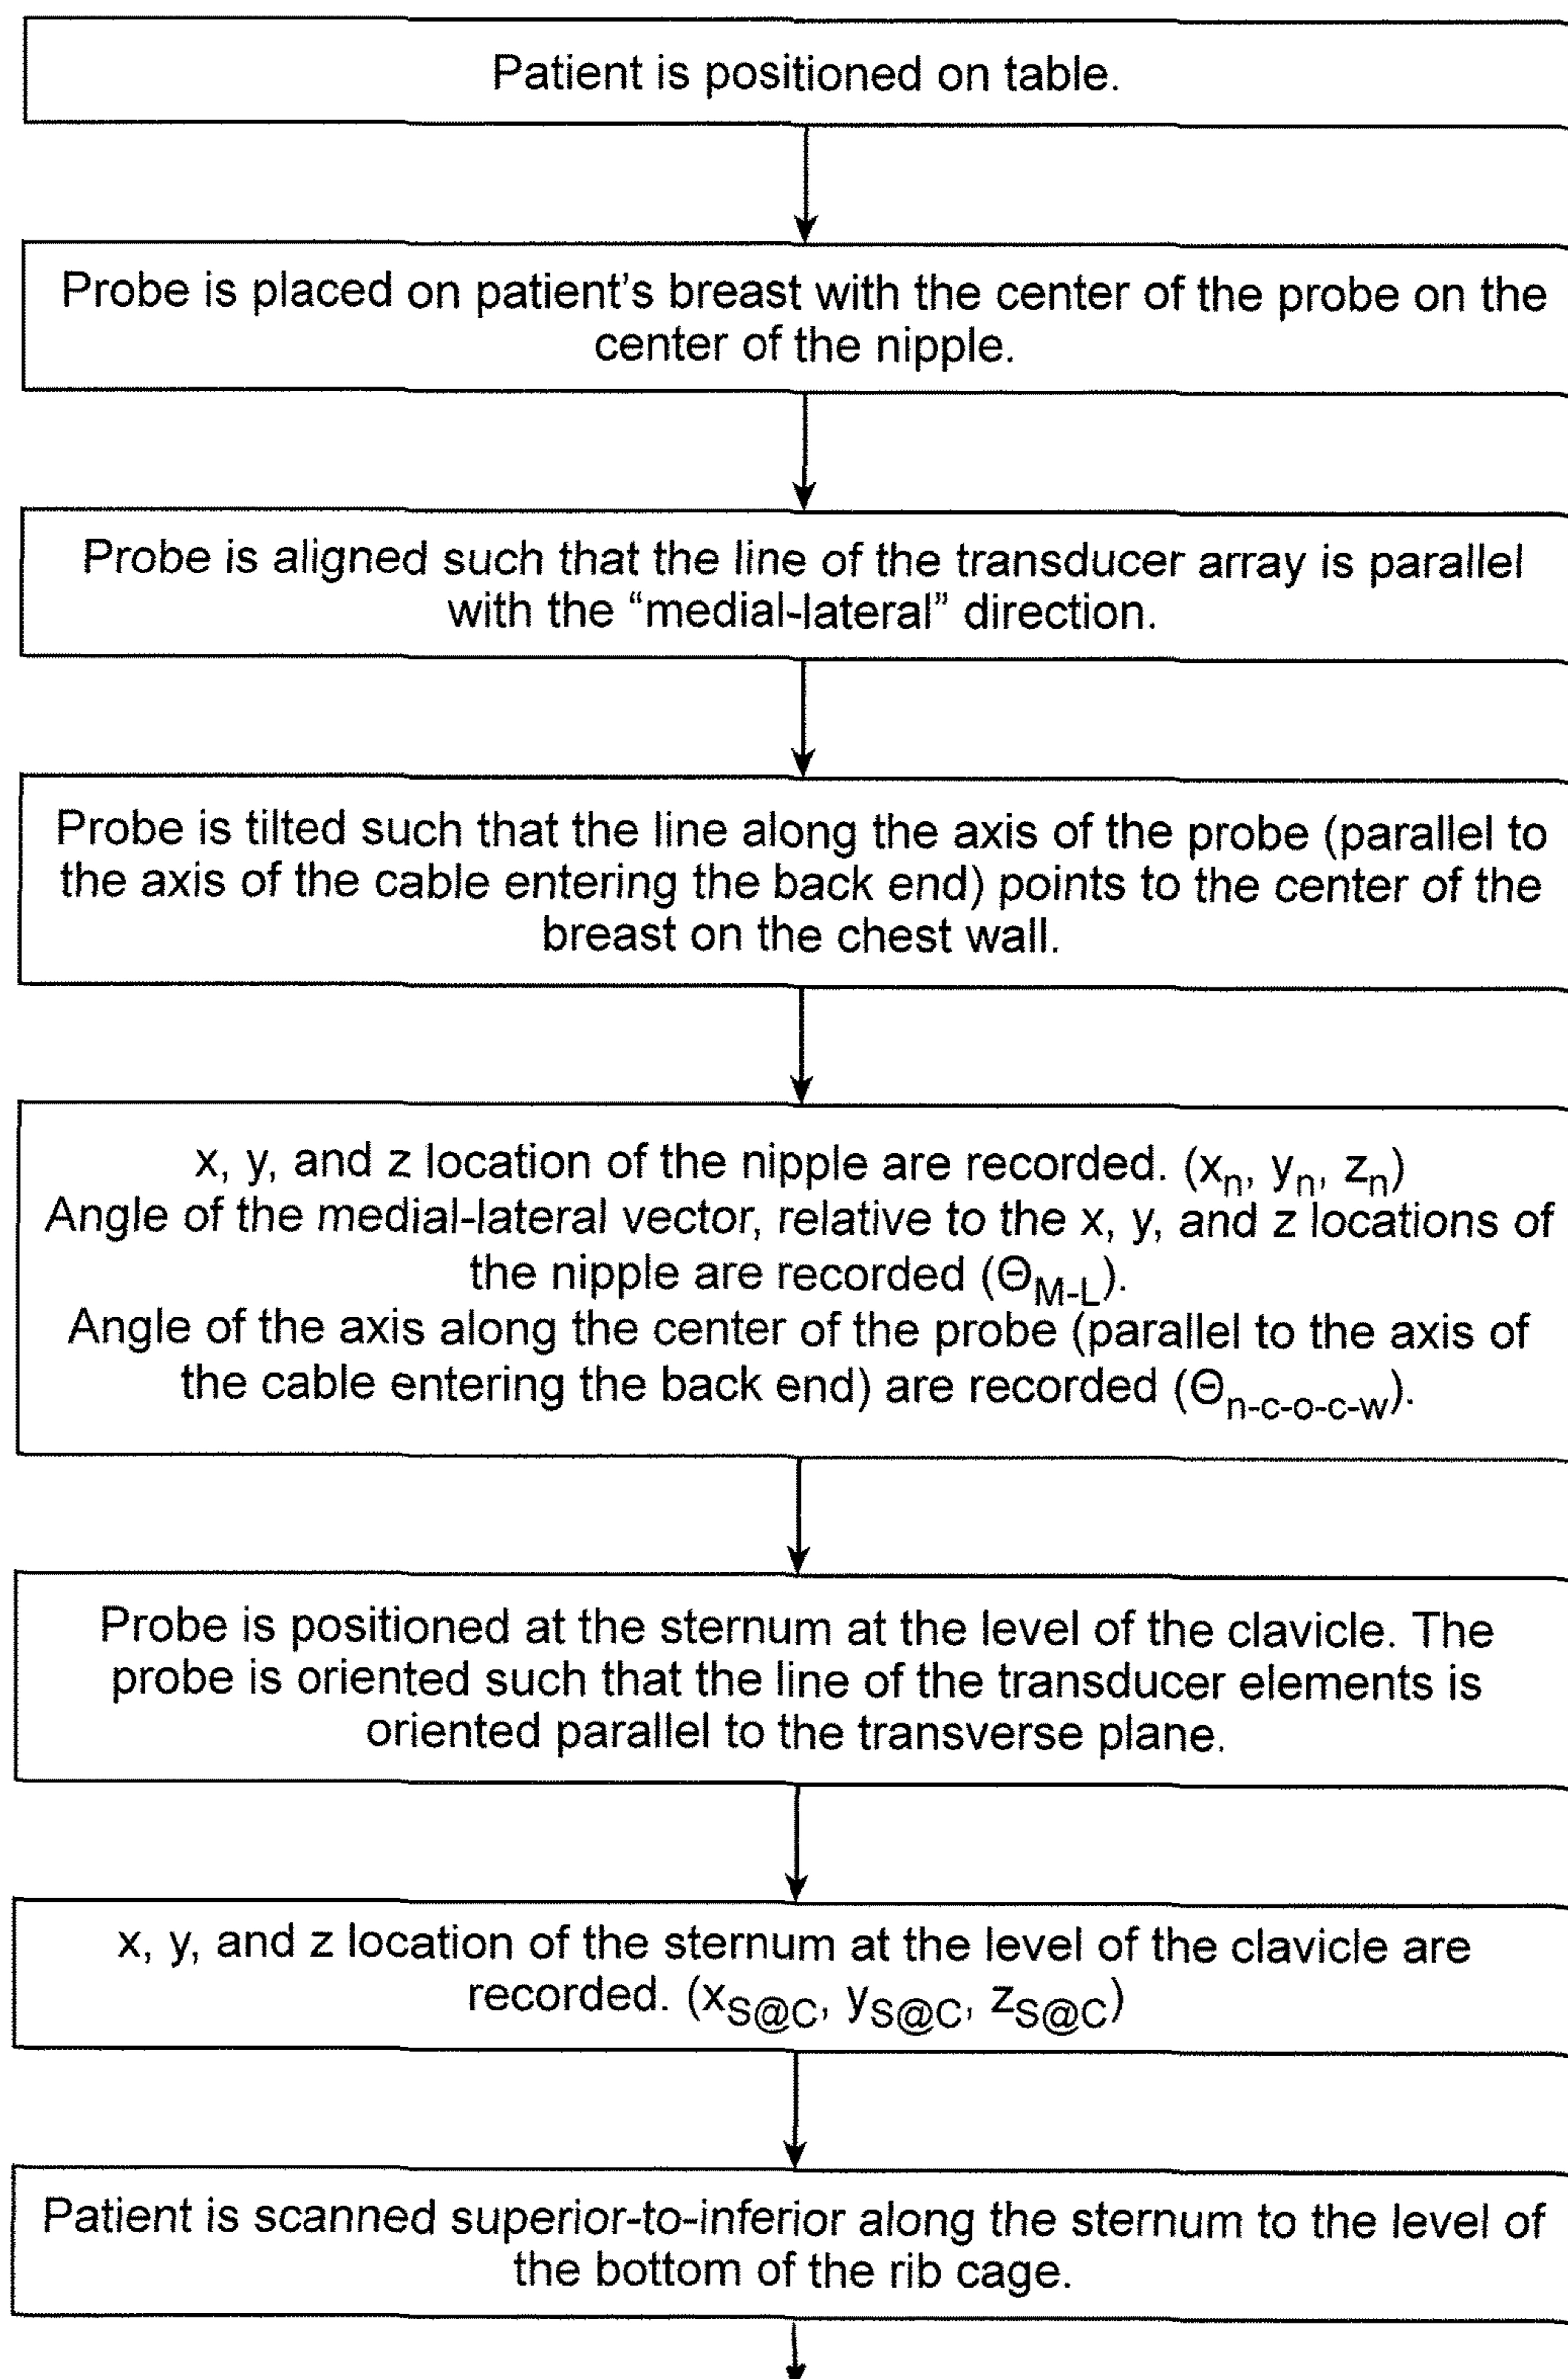 Patient is positioned on table.
Probe is placed on patient's breast with the center of the probe on the
center of the nipple.
Probe is aligned such that the line of the transducer array is parallel
with the “medial-lateral” direction.
Probe is tilted such that the line along the axis of the probe (parallel to
the axis of the cable entering the back end) points to the center of the
breast on the chest wall.
x, y, and z location of the nipple are recorded. (xₙ, yₙ, zₙ)
Angle of the medial-lateral vector, relative to the x, y, and z locations of
the nipple are recorded (Θ_M-L).
Angle of the axis along the center of the probe (parallel to the axis of
the cable entering the back end) are recorded (Θ_n-c-o-c-w).
Probe is positioned at the sternum at the level of the clavicle. The
probe is oriented such that the line of the transducer elements is
oriented parallel to the transverse plane.
x, y, and z location of the sternum at the level of the clavicle are
recorded. (x_S@C, y_S@C, z_S@C)
Patient is scanned superior-to-inferior along the sternum to the level of
the bottom of the rib cage.